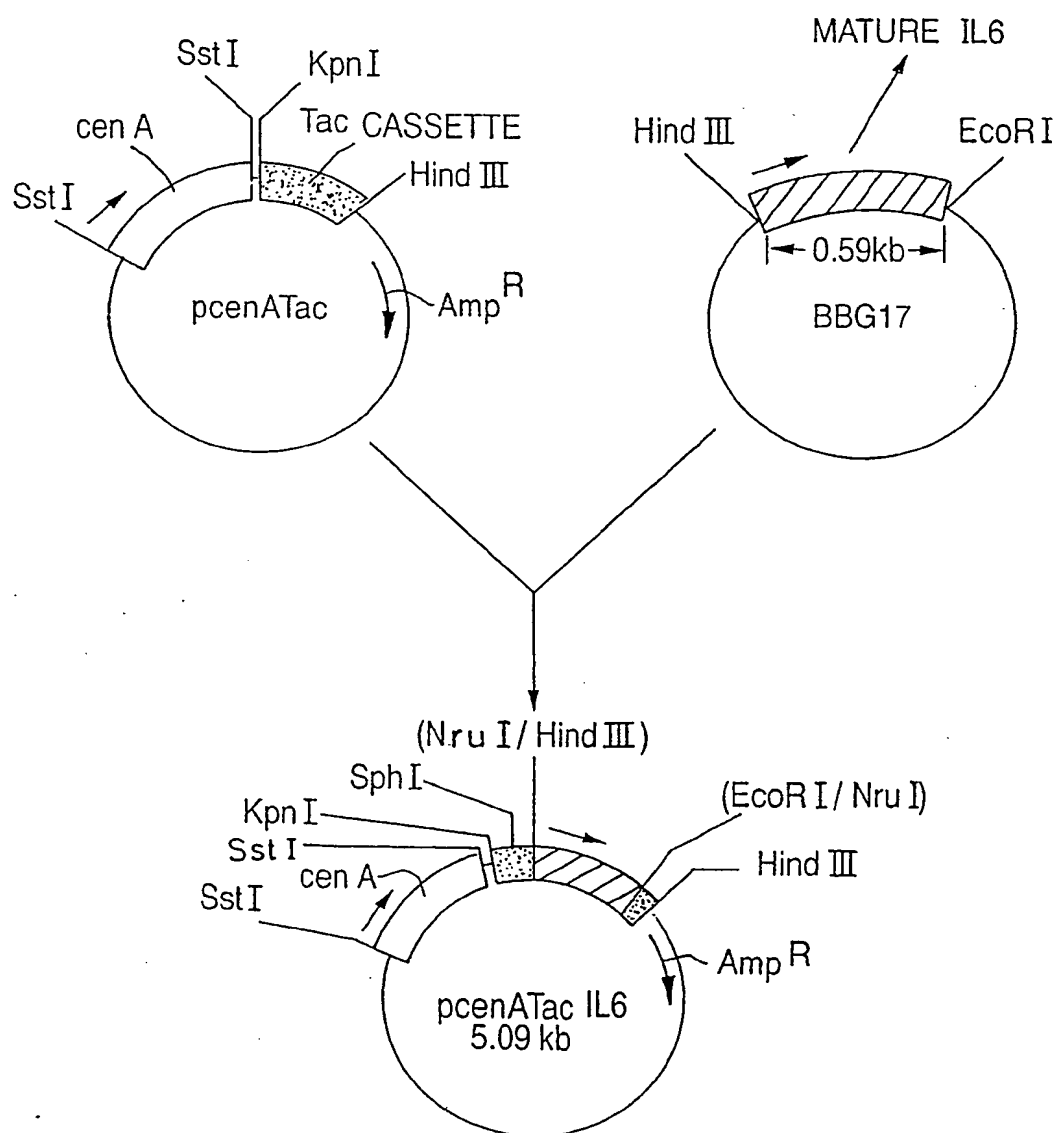 MATURE IL6
Sst I
Kpn I
cen A
Tac CASSETTE
Hind III
Sst I
pcenATac
Amp R
Hind III
EcoR I
0.59kb
BBG17
(Nru I / Hind III)
Sph I
(EcoR I / Nru I)
Kpn I
Sst I
Hind III
cen A
Sst I
Amp R
pcenATac IL6
5.09 kb